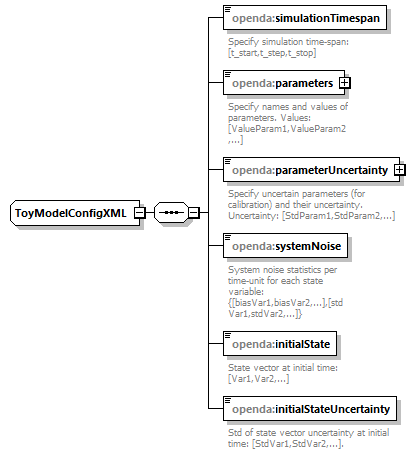 openda:simulationTimespan
Specify simulation time-span:
[t_start,t_step,t_stop]
openda:parameters
Specify names and values of
parameters. Values:
[ValueParam1,ValueParam2
,...]
openda:parameterUncertainty
Specify uncertain parameters (for
calibration) and their uncertainty.
Uncertainty: [StdParam1,StdParam2,...]
ToyModelConfigXML
openda:systemNoise
System noise statistics per
time-unit for each state
variable:
{[biasVar1,biasVar2,...],[std
Var1,stdVar2,...]}
openda:initialState
State vector at initial time:
[Var1,Var2,...]
openda:initialStateUncertainty
Std of state vector uncertainty at initial
time: [StdVar1,StdVar2,...].